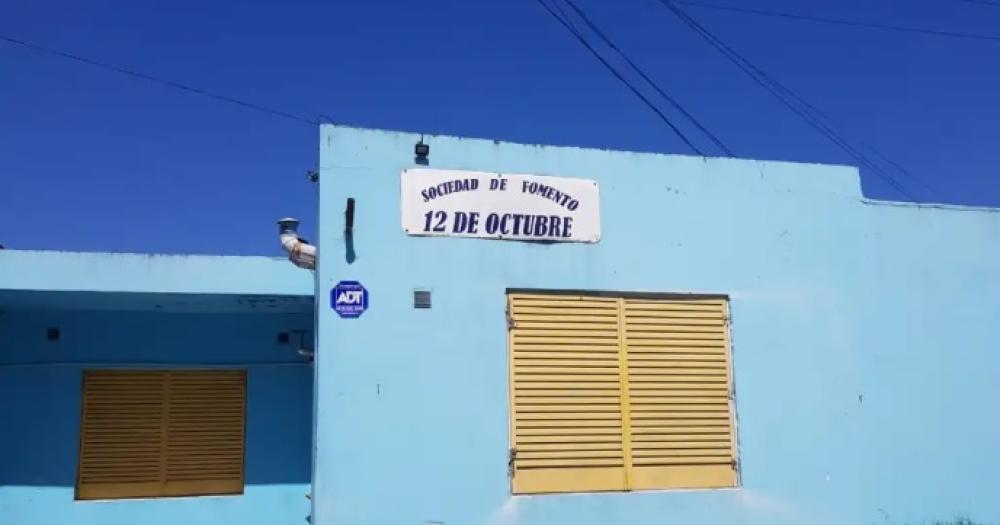 SOCIEDAD DE FOMENTO
12 DE OCTUBRE
ADT